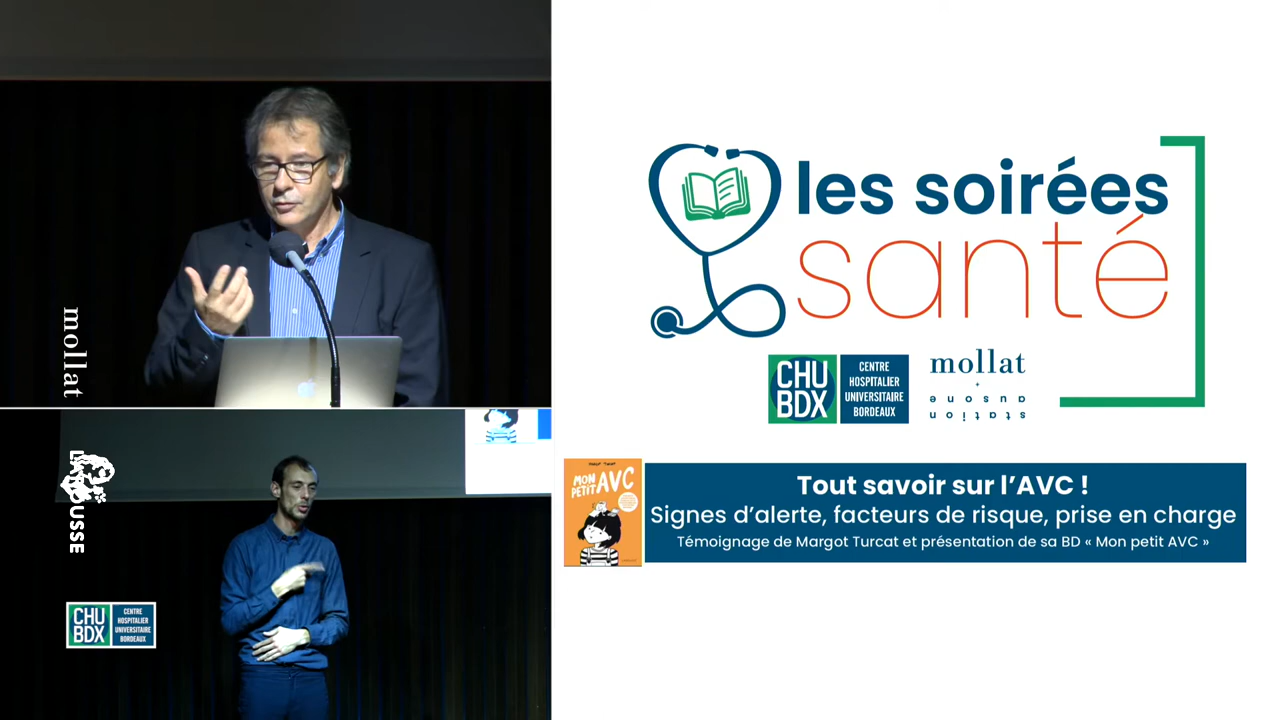 mollat
LAROUSSE
CHU
BDX
CENTRE
HOSPITALIER
UNIVERSITAIRE
BORDEAUX
les soirées
santé
CHU
BDX
CENTRE
HOSPITALIER
UNIVERSITAIRE
BORDEAUX
mollat
+
station
ausone
MON
PETIT AVC
Tout savoir sur l'AVC !
Signes d'alerte, facteurs de risque, prise en charge
Témoignage de Margot Turcat et présentation de sa BD « Mon petit AVC »